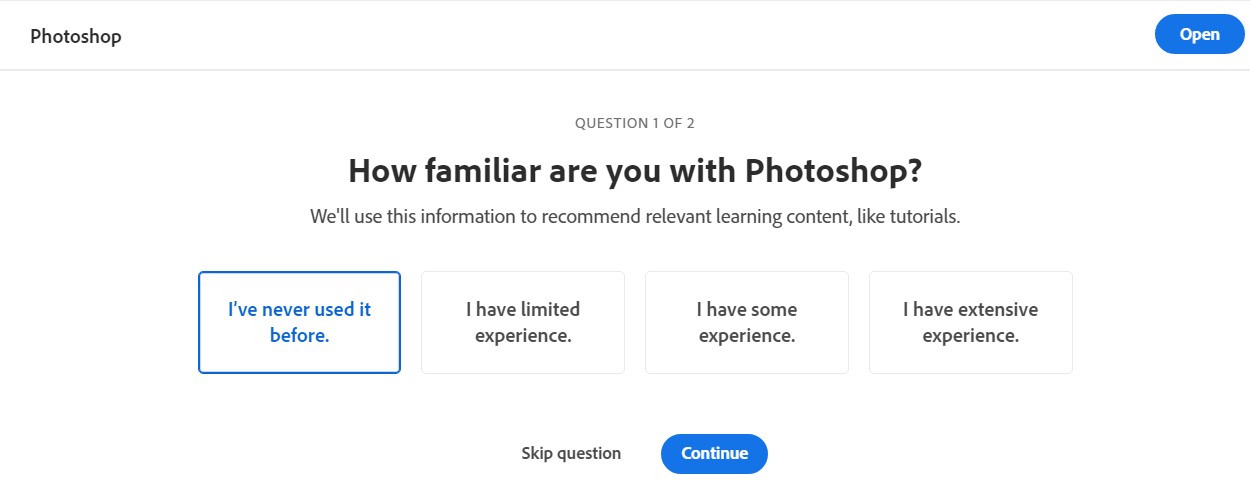 Photoshop
Open
QUESTION 1 OF 2
How familiar are you with Photoshop?
We'll use this information to recommend relevant learning content, like tutorials.
I've never used it
before.
I have limited
experience.
I have some
experience.
I have extensive
experience.
Skip question
Continue